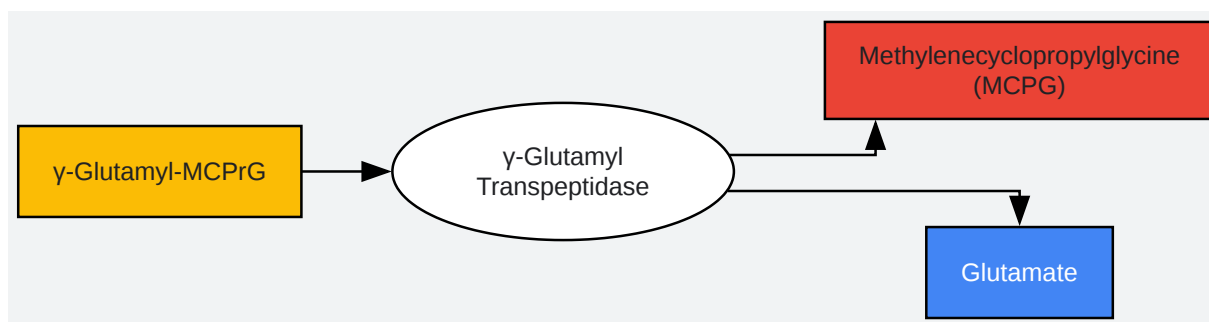 Methylenecyclopropylglycine
(MCPG)
γ-Glutamyl-MCPrG
γ-Glutamyl
Transpeptidase
Glutamate